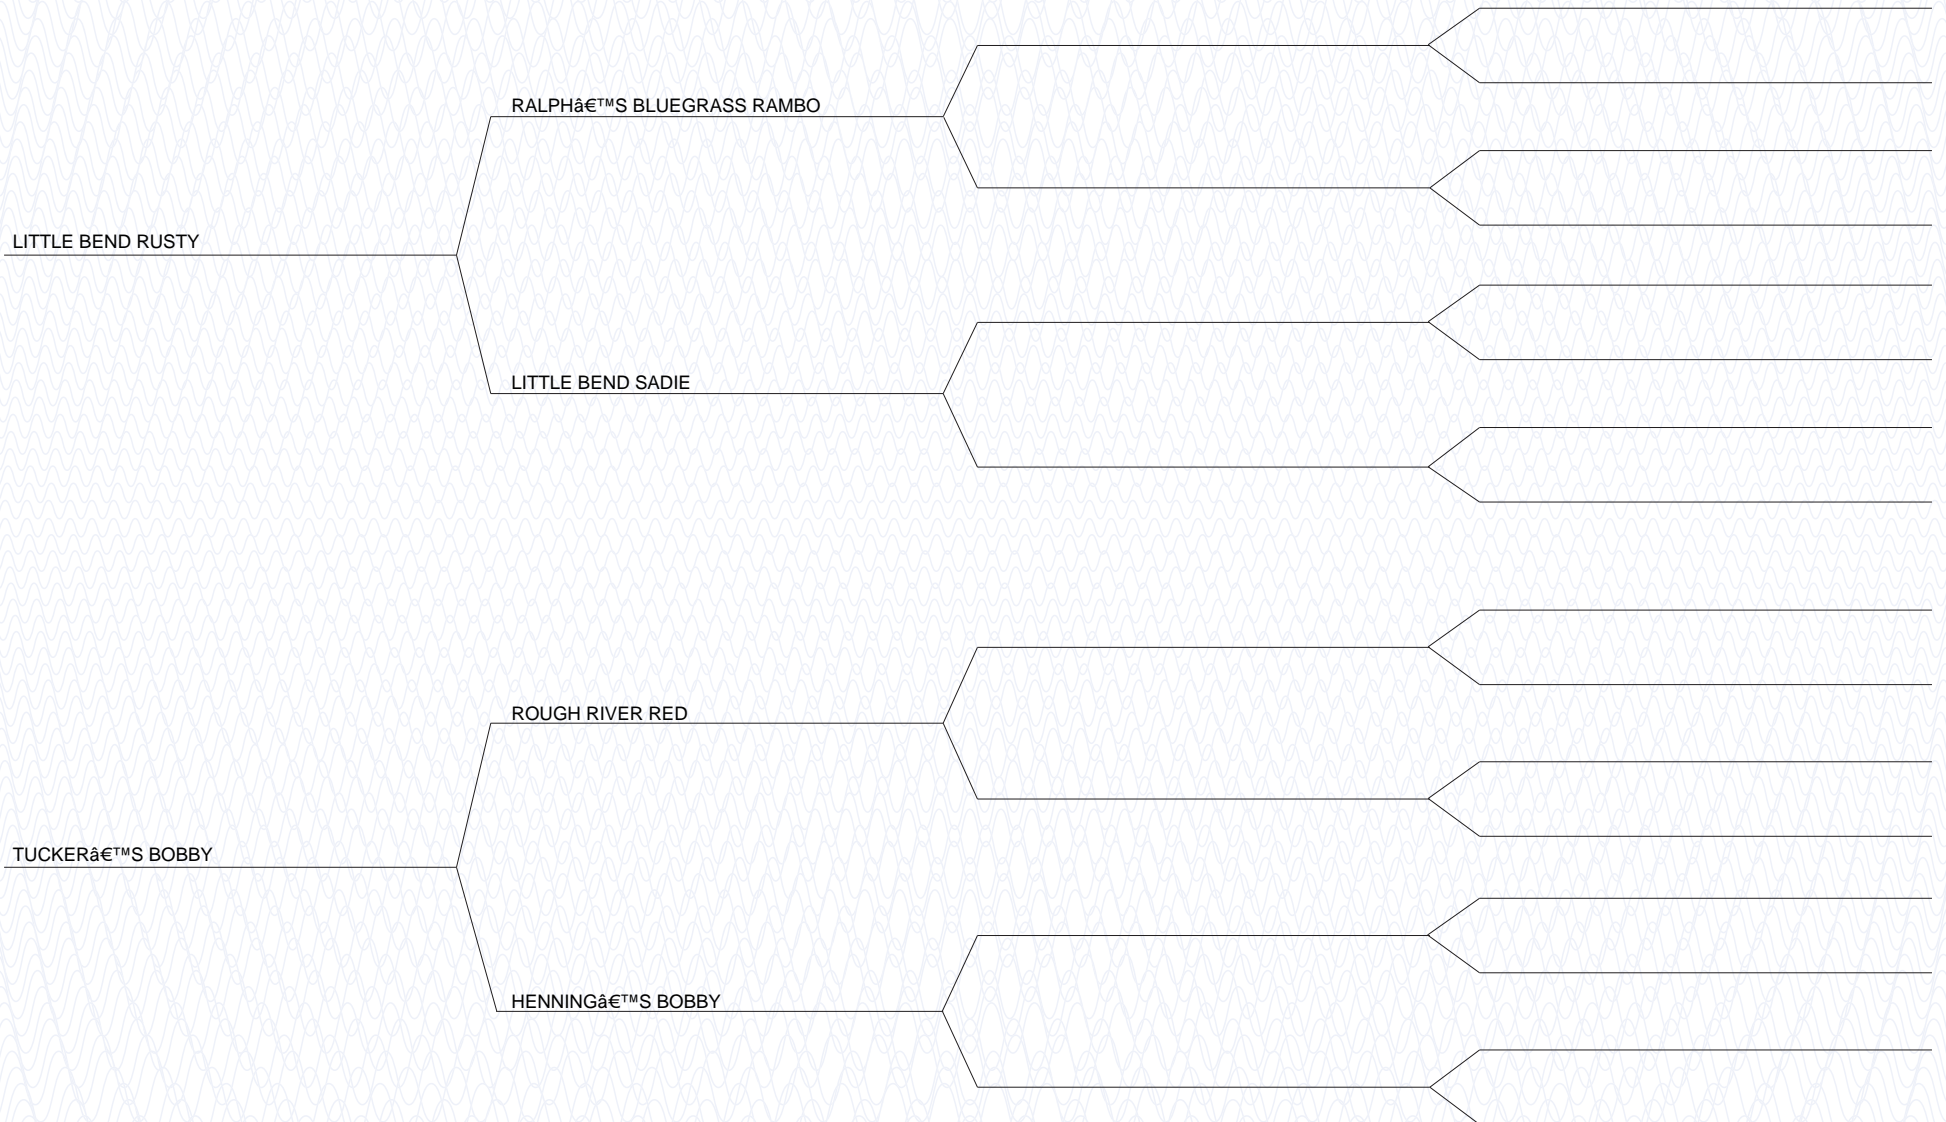 RALPHâ€™S BLUEGRASS RAMBO
LITTLE BEND RUSTY
LITTLE BEND SADIE
ROUGH RIVER RED
TUCKERâ€™S BOBBY
HENNINGâ€™S BOBBY